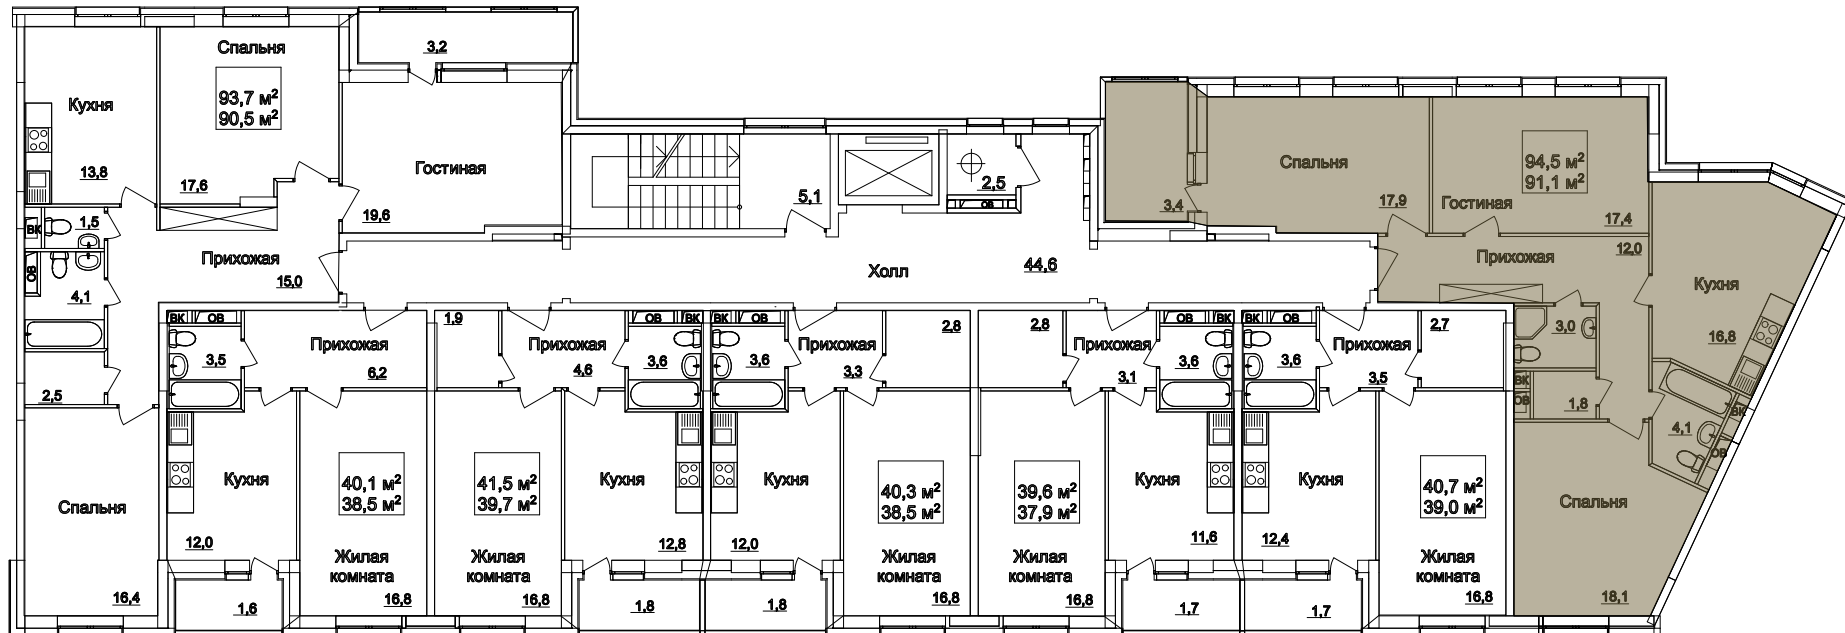 3,2
Спальня
93,7 м²
90,5 м²
Кухня
13,8
17,6
Гостиная
19,6
5,1
2,5
ОВ
Спальня
3,4
17,9
94,5 м²
91,1 м²
Гостиная
17,4
ВК
1,5
Прихожая
15,0
ОВ
4,1
Холл
44,6
Прихожая
12,0
Кухня
16,8
2,5
ВК
ОВ
3,5
Прихожая
6,2
1,9
Прихожая
4,6
ОВ
ВК
3,6
ВК
ОВ
3,6
Прихожая
3,3
2,8
2,8
Прихожая
3,1
ОВ
ВК
3,6
ВК
ОВ
3,6
Прихожая
3,5
2,7
3,0
ВК
ОВ
1,8
4,1
ВК
ОВ
Спальня
16,4
Кухня
12,0
40,1 м²
38,5 м²
Жилая
комната
16,8
41,5 м²
39,7 м²
Жилая
комната
16,8
Кухня
12,8
Кухня
12,0
40,3 м²
38,5 м²
Жилая
комната
16,8
39,6 м²
37,9 м²
Жилая
комната
16,8
Кухня
11,6
Кухня
12,4
40,7 м²
39,0 м²
Жилая
комната
16,8
Спальня
18,1
1,6
1,8
1,8
1,7
1,7